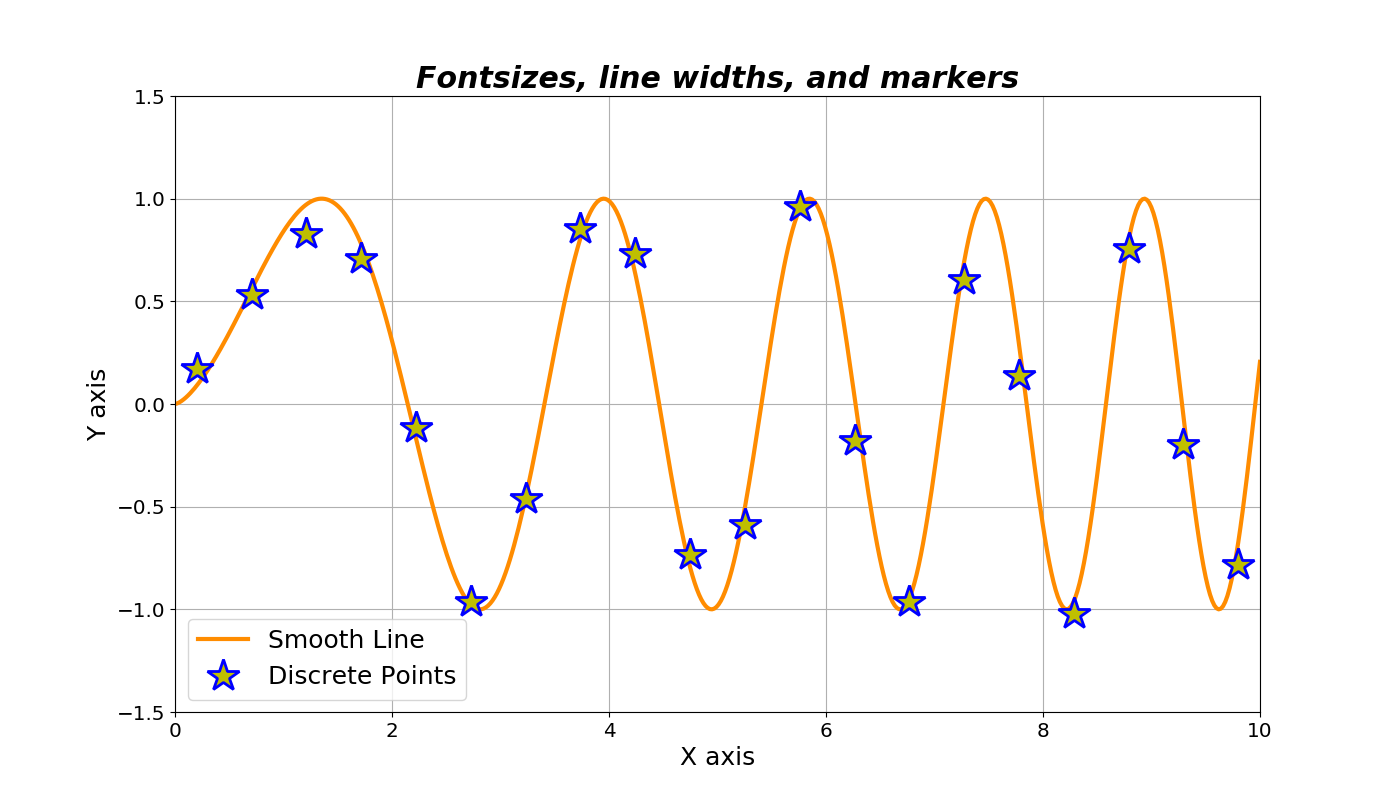 Fontsizes, line widths, and markers
1.5
1.0
0.5
0.0
−0.5
−1.0
−1.5
Y axis
Smooth Line
Discrete Points
0 2 4 6 8 10
X axis